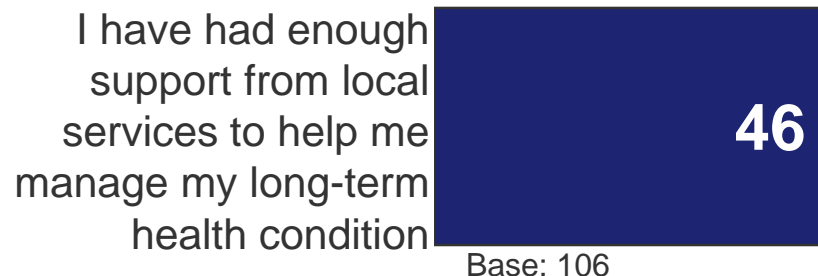 I have had enough
support from local
services to help me
manage my long-term
health condition
46
Base: 106